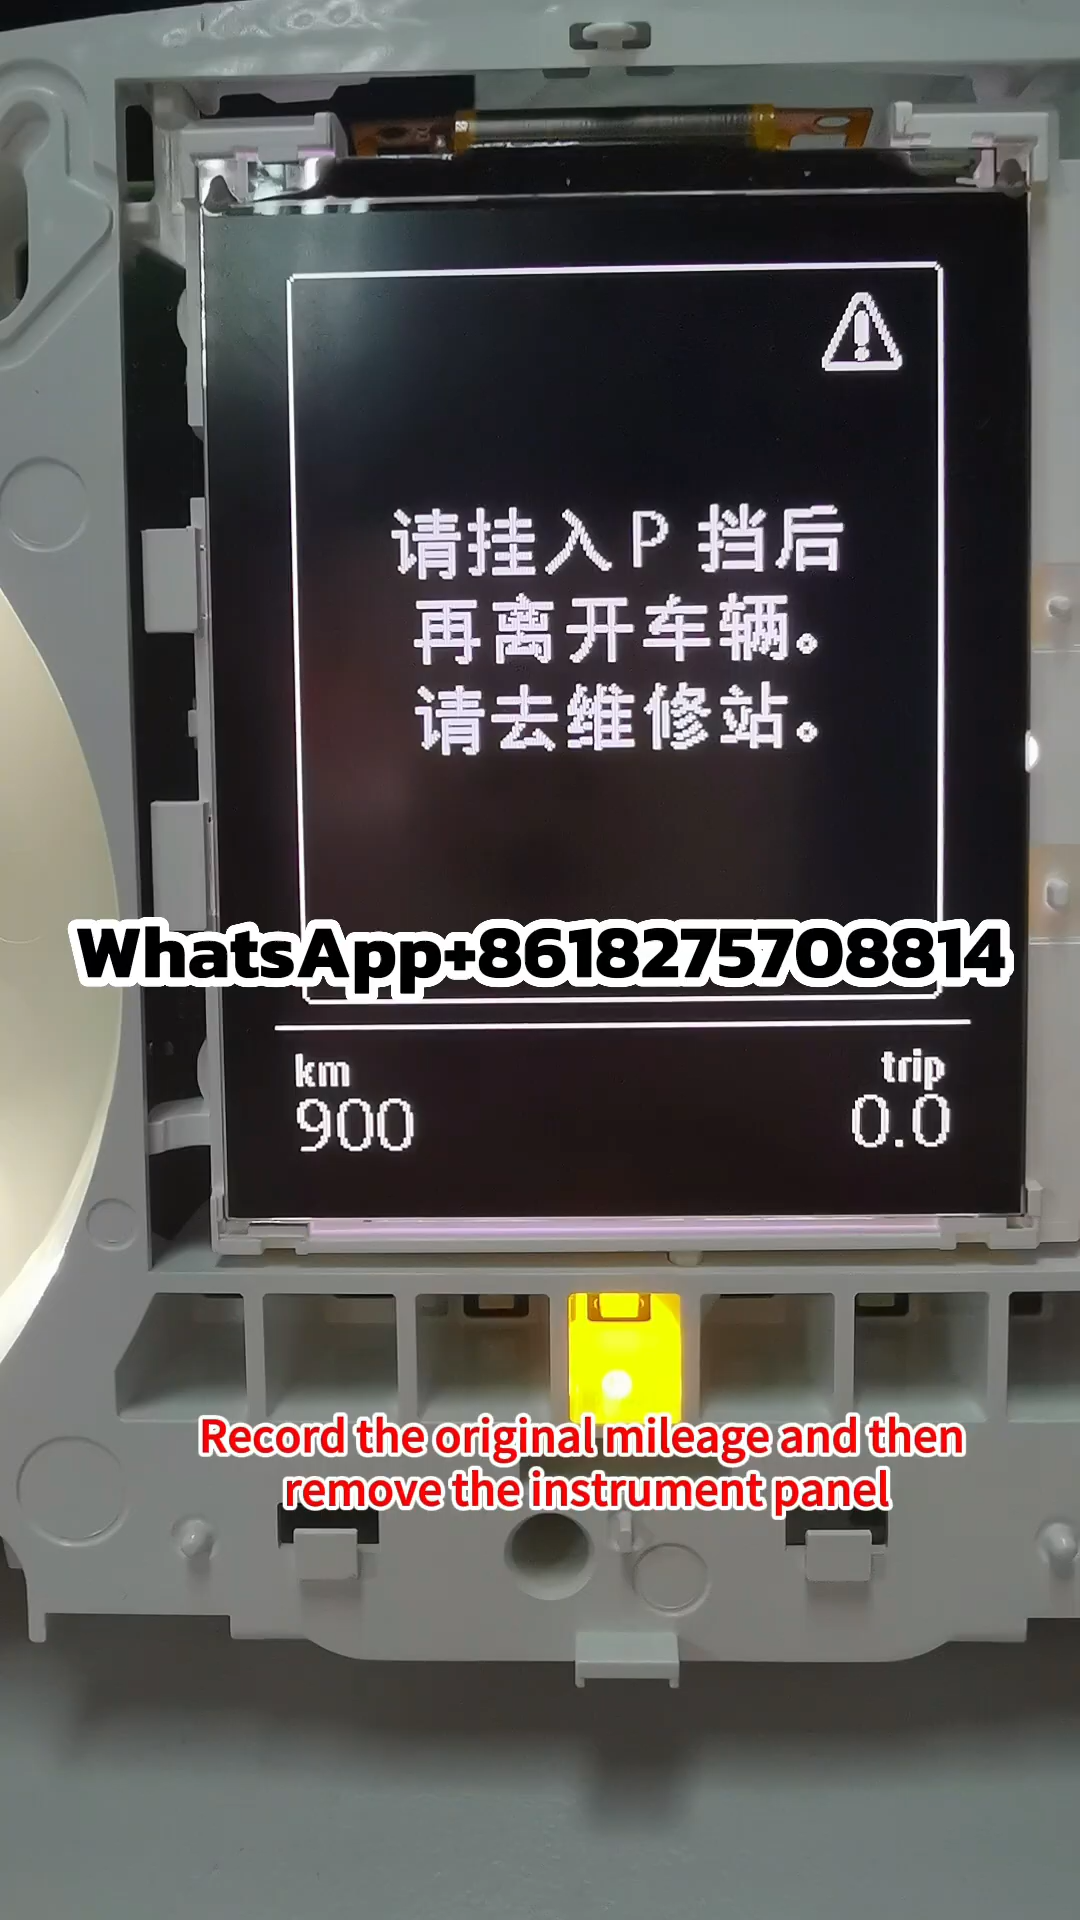 请挂入P挡后
再离开车辆。
请去维修站。
WhatsApp+8618275708814
km trip
900 0.0
Record the original mileage and then
remove the instrument panel